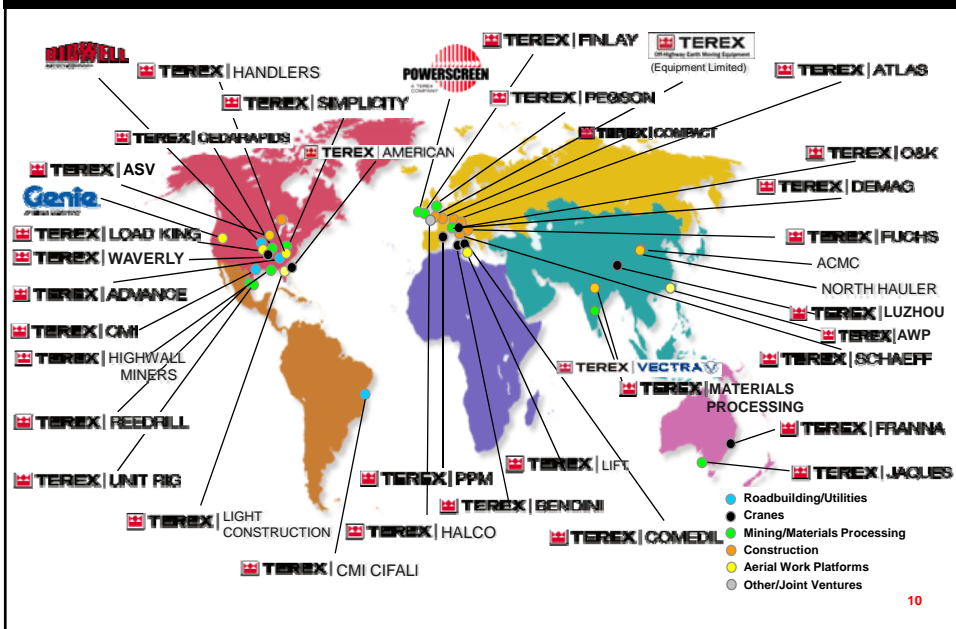 BIDWELL
TEREX | FINLAY
TEREX
Off-Highway Earth Moving Equipment
(Equipment Limited)
TEREX | HANDLERS
POWERSCREEN
A TEREX
COMPANY
TEREX | ATLAS
TEREX | SIMPLICITY
TEREX | PEGSON
TEREX | CEDARAPIDS
TEREX | COMPACT
TEREX | AMERICAN
TEREX | O&K
TEREX | ASV
TEREX | DEMAG
Genie
TEREX | LOAD KING
TEREX | FUCHS
TEREX | WAVERLY
ACMC
TEREX | ADVANCE
NORTH HAULER
TEREX | LUZHOU
TEREX | CMI
TEREX | AWP
TEREX | HIGHWALL
MINERS
TEREX | SCHAEFF
TEREX | VECTRA
TEREX | MATERIALS
PROCESSING
TEREX | REEDRILL
TEREX | FRANNA
TEREX | LIFT
TEREX | UNIT RIG
TEREX | PPM
TEREX | JAQUES
TEREX | BENDINI
TEREX | LIGHT
CONSTRUCTION
TEREX | HALCO
TEREX | COMEDIL
TEREX | CMI CIFALI
Roadbuilding/Utilities
Cranes
Mining/Materials Processing
Construction
Aerial Work Platforms
Other/Joint Ventures
10